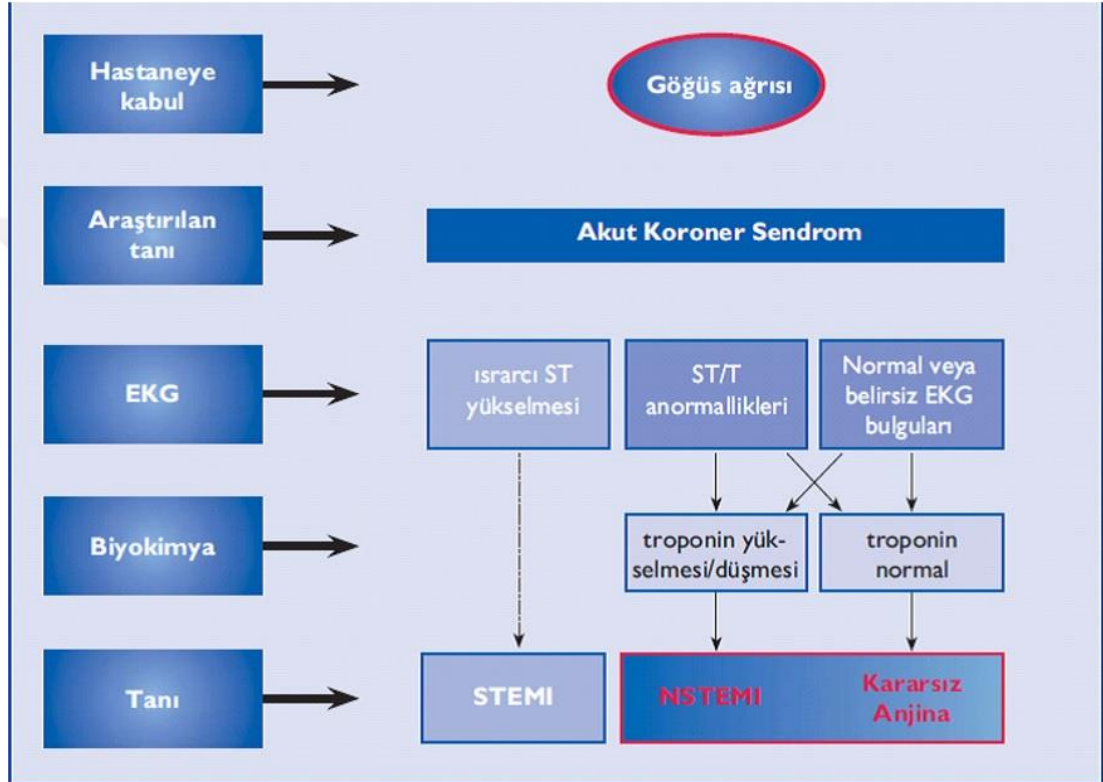 Hastaneye
kabul
Göğüs ağrısı
Araştırılan
tanı
Akut Koroner Sendrom
EKG
ısrarcı ST
yükselmesi
ST/T
anormallikleri
Normal veya
belirsiz EKG
bulguları
Biyokimya
troponin yük-
selmesi/düşmesi
troponin
normal
Tanı
STEMI
NSTEMI
Kararsız
Anjina